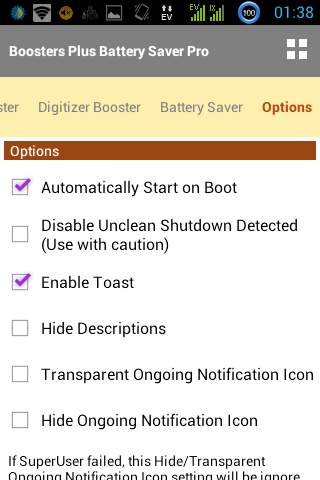 EV EV IX 100 01:38
Boosters Plus Battery Saver Pro
ster Digitizer Booster Battery Saver Options
Options
Automatically Start on Boot
Disable Unclean Shutdown Detected
(Use with caution)
Enable Toast
Hide Descriptions
Transparent Ongoing Notification Icon
Hide Ongoing Notification Icon
If SuperUser failed, this Hide/Transparent
Ongoing Notification Icon setting will be ignore